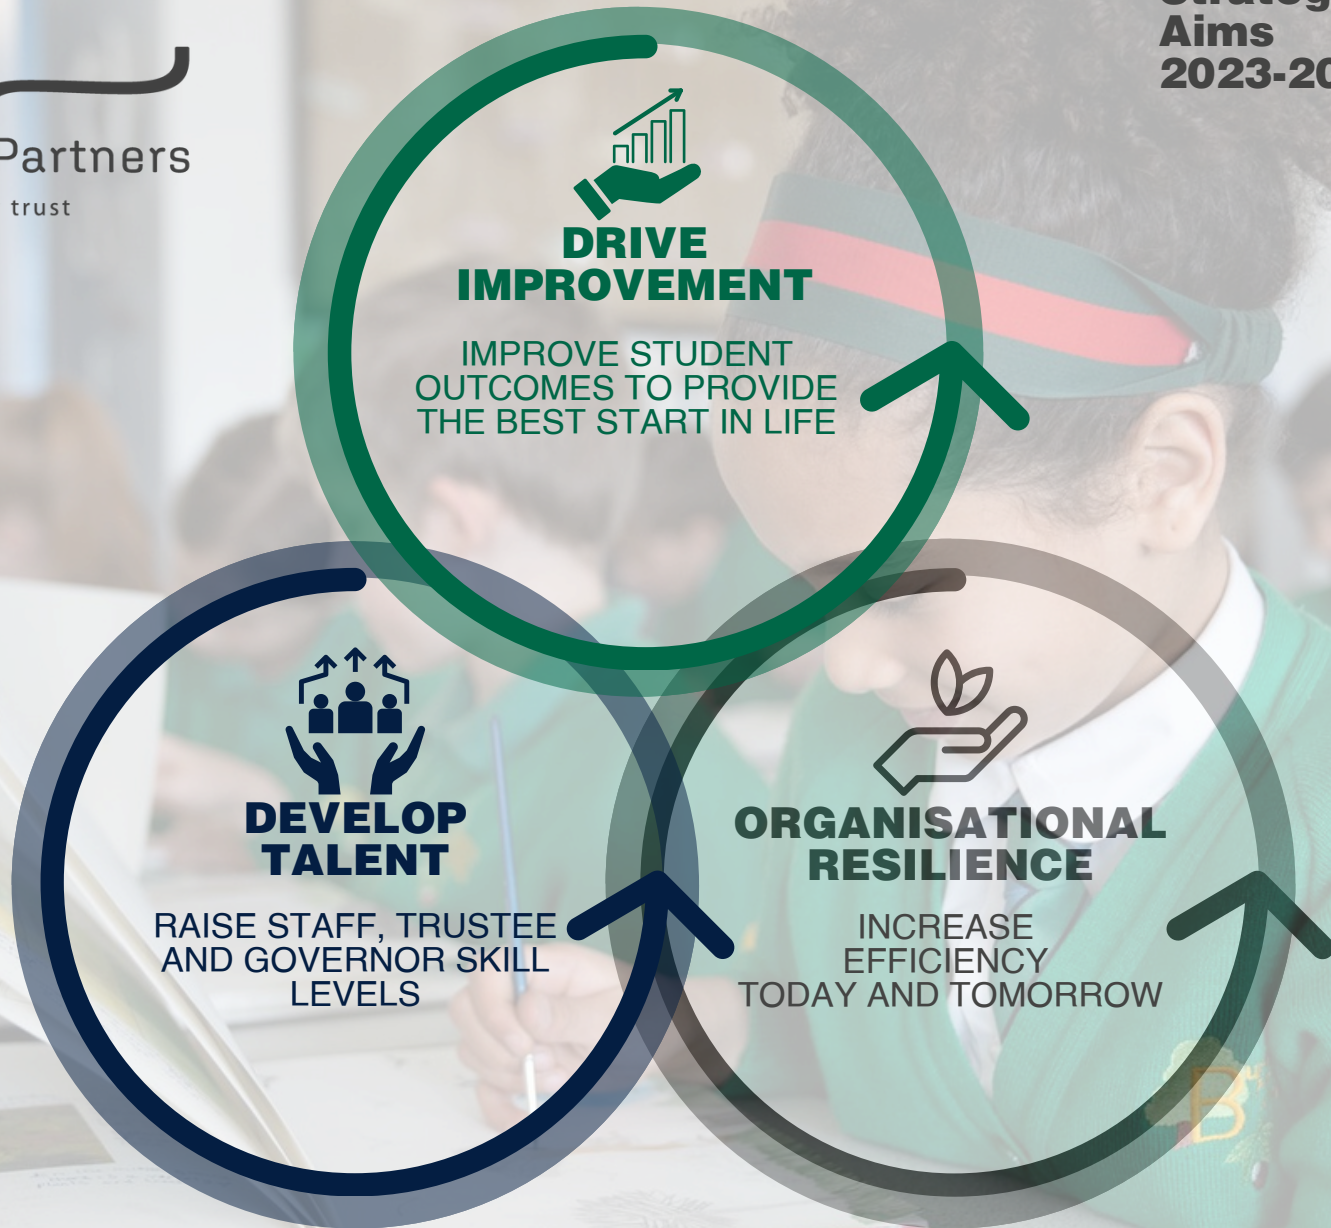 Aims
2023-20
Partners
trust
DRIVE
IMPROVEMENT
IMPROVE STUDENT
OUTCOMES TO PROVIDE
THE BEST START IN LIFE
DEVELOP
TALENT
RAISE STAFF, TRUSTEE
AND GOVERNOR SKILL
LEVELS
ORGANISATIONAL
RESILIENCE
INCREASE
EFFICIENCY
TODAY AND TOMORROW
B